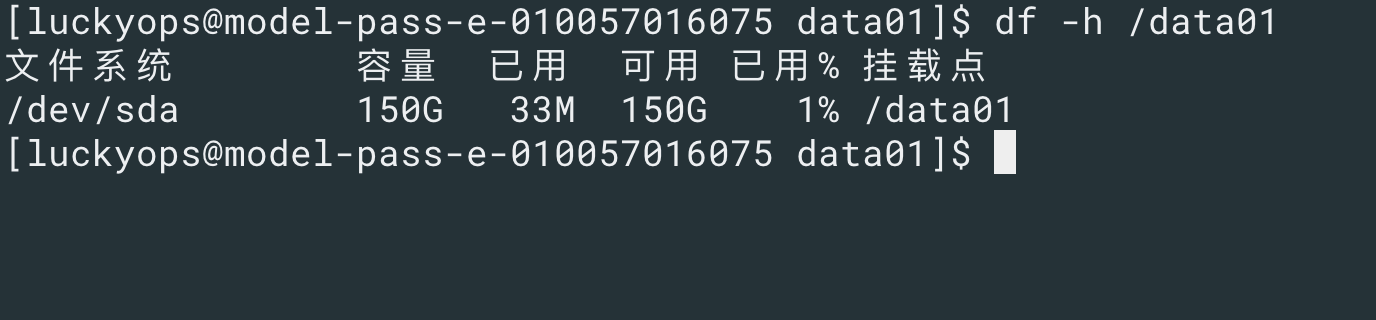 [luckyops@model-pass-e-010057016075 data01]$ df -h /data01
文件系统        容量  已用  可用 已用% 挂载点
/dev/sda        150G   33M  150G    1% /data01
[luckyops@model-pass-e-010057016075 data01]$